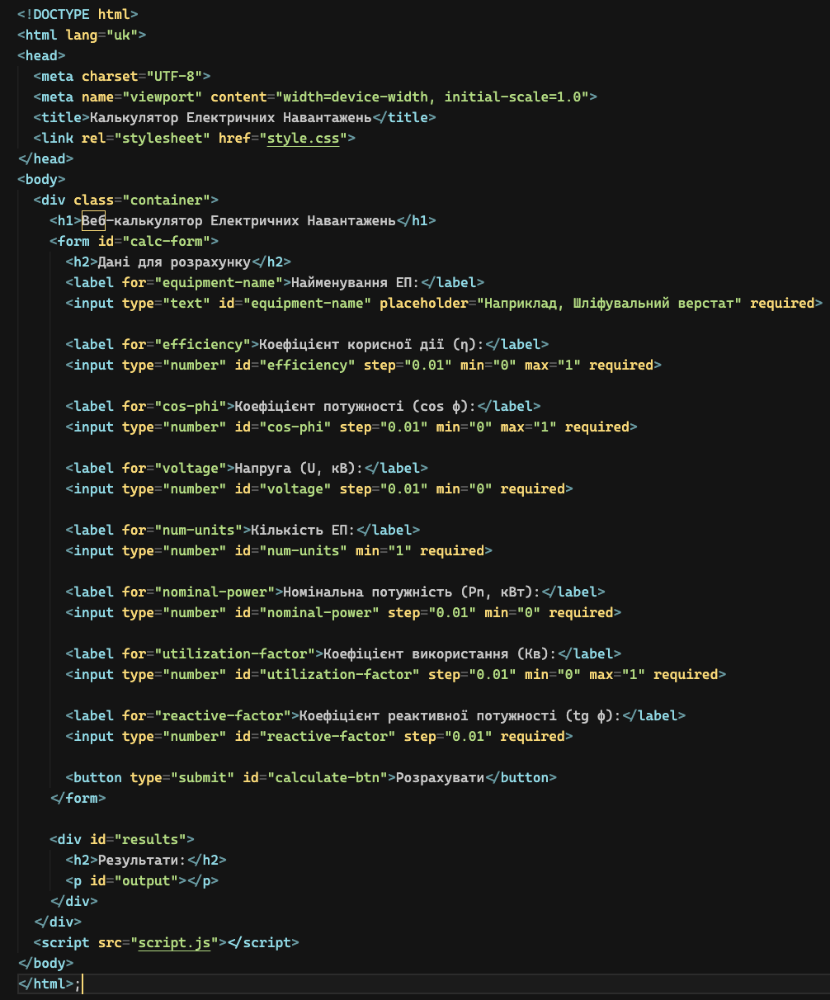 <!DOCTYPE html>
<html lang="uk">
<head>
  <meta charset="UTF-8">
  <meta name="viewport" content="width=device-width, initial-scale=1.0">
  <title>Калькулятор Електричних Навантажень</title>
  <link rel="stylesheet" href="style.css">
</head>
<body>
  <div class="container">
    <h1>Веб-калькулятор Електричних Навантажень</h1>
    <form id="calc-form">
      <h2>Дані для розрахунку</h2>
      <label for="equipment-name">Найменування ЕП:</label>
      <input type="text" id="equipment-name" placeholder="Наприклад, Шліфувальний верстат" required>
      <label for="efficiency">Коефіцієнт корисної дії (η):</label>
      <input type="number" id="efficiency" step="0.01" min="0" max="1" required>
      <label for="cos-phi">Коефіцієнт потужності (cos φ):</label>
      <input type="number" id="cos-phi" step="0.01" min="0" max="1" required>
      <label for="voltage">Напруга (U, кВ):</label>
      <input type="number" id="voltage" step="0.01" min="0" required>
      <label for="num-units">Кількість ЕП:</label>
      <input type="number" id="num-units" min="1" required>
      <label for="nominal-power">Номінальна потужність (Pn, кВт):</label>
      <input type="number" id="nominal-power" step="0.01" min="0" required>
      <label for="utilization-factor">Коефіцієнт використання (Кв):</label>
      <input type="number" id="utilization-factor" step="0.01" min="0" max="1" required>
      <label for="reactive-factor">Коефіцієнт реактивної потужності (tg φ):</label>
      <input type="number" id="reactive-factor" step="0.01" required>
      <button type="submit" id="calculate-btn">Розрахувати</button>
    </form>
    <div id="results">
      <h2>Результати:</h2>
      <p id="output"></p>
    </div>
  </div>
  <script src="script.js"></script>
</body>
</html>;